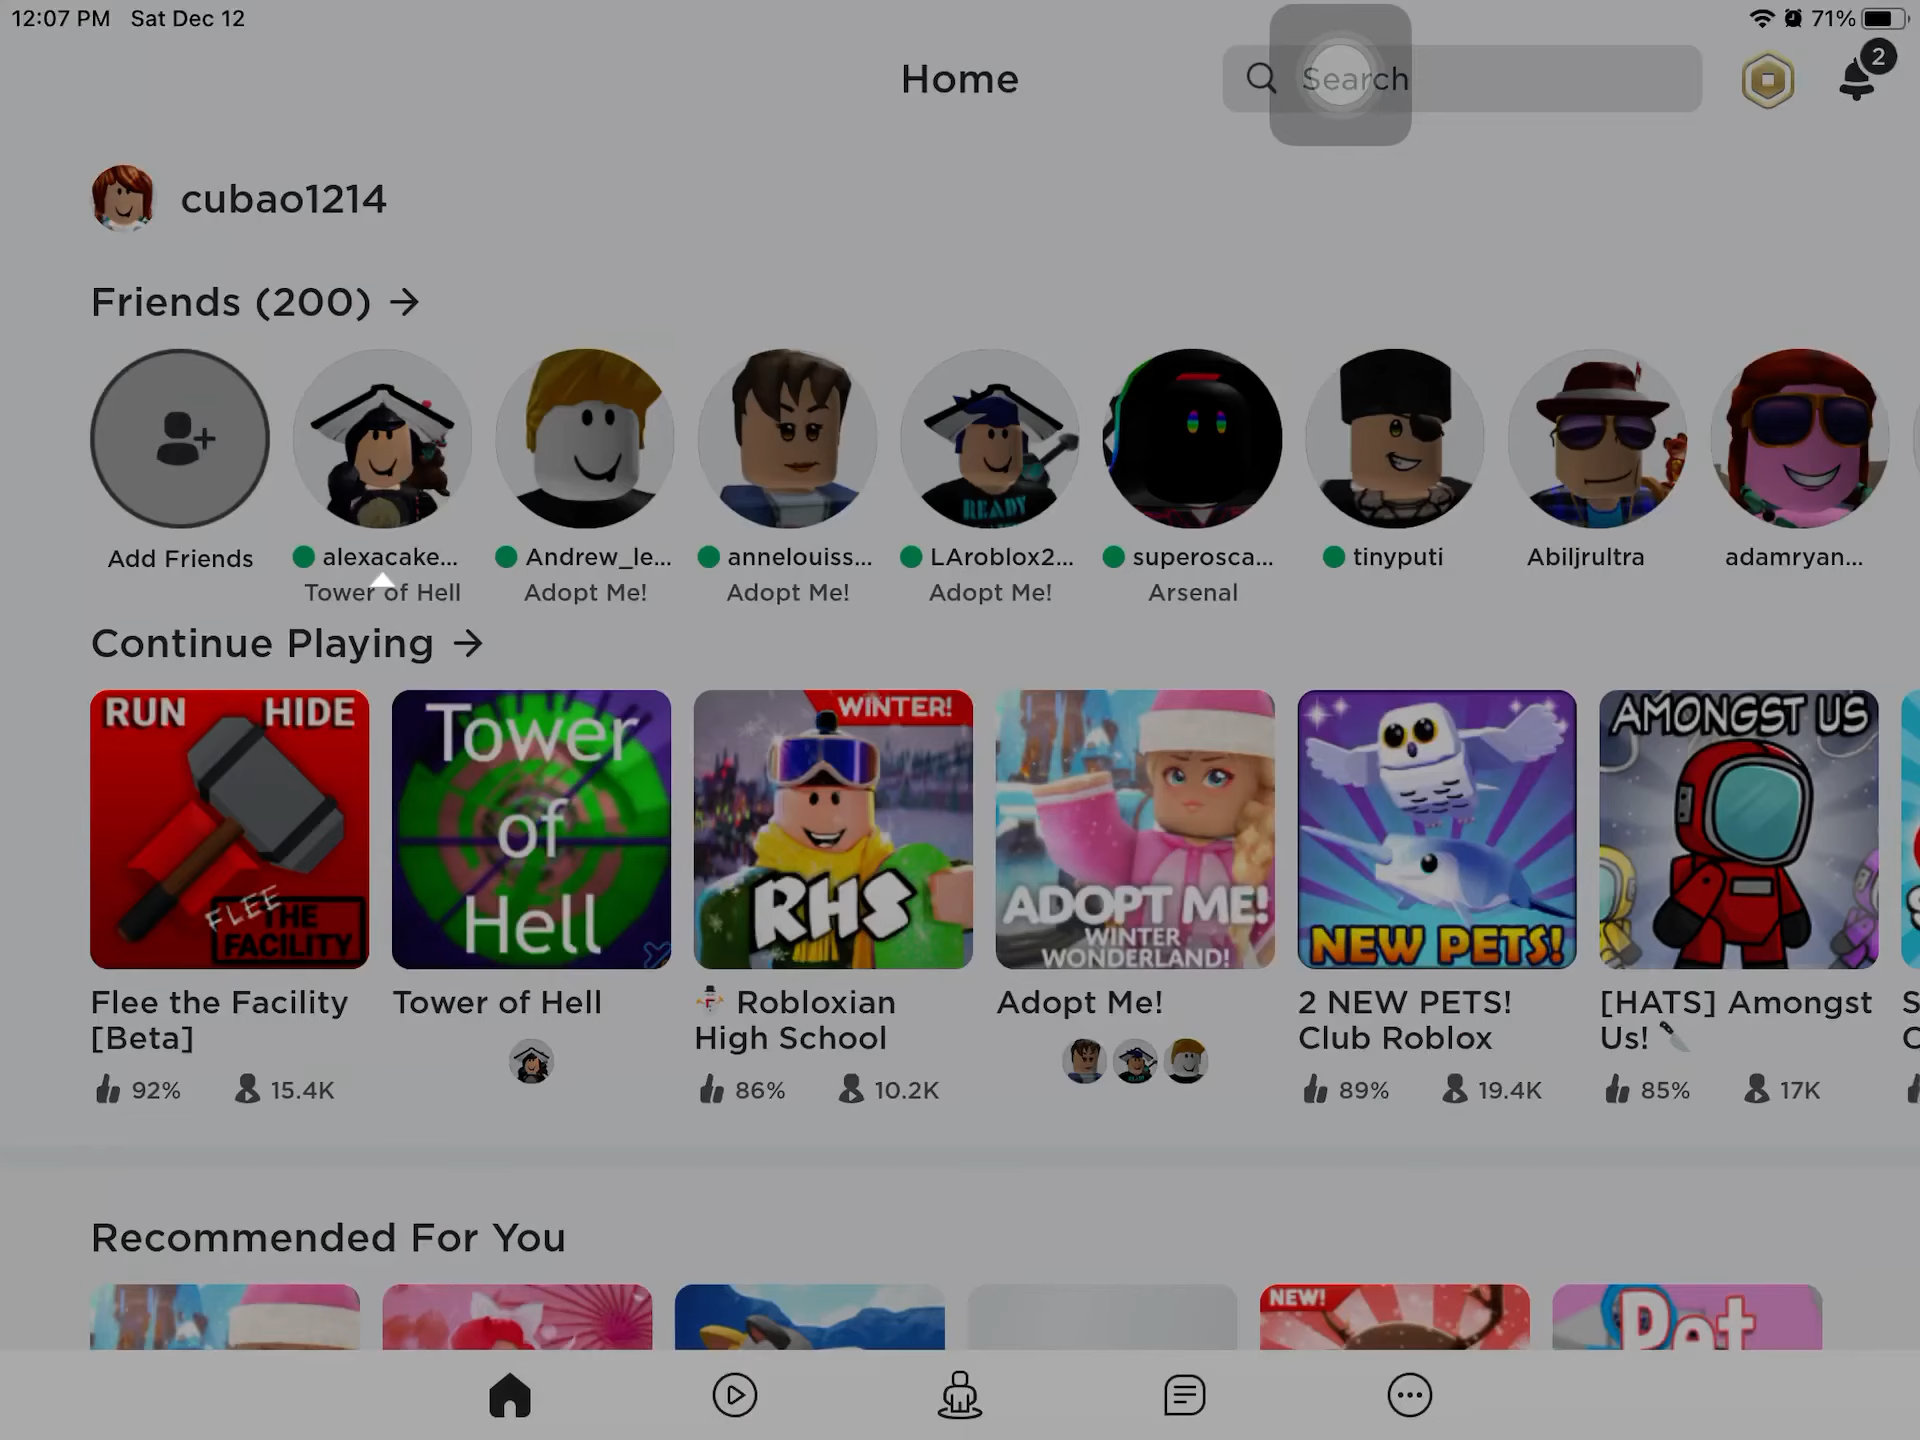 12:07 PM Sat Dec 12
71%
Home
Search
2
cubao1214
Friends (200)
Add Friends
alexacake...
Tower of Hell
Andrew_le...
Adopt Me!
annelouiss...
Adopt Me!
LAroblox2...
Adopt Me!
superosca...
Arsenal
tinyputi
Abiljrultra
adamryan...
READY
Continue Playing
RUN HIDE
FLEE
THE
FACILITY
Tower
of
Hell
WINTER!
RHS
ADOPT ME!
WINTER
WONDERLAND!
NEW PETS!
AMONGST US
Flee the Facility
[Beta]
92% 15.4K
Tower of Hell
Robloxian
High School
86% 10.2K
Adopt Me!
2 NEW PETS!
Club Roblox
89% 19.4K
[HATS] Amongst
Us!
85% 17K
Recommended For You
NEW!
Pet